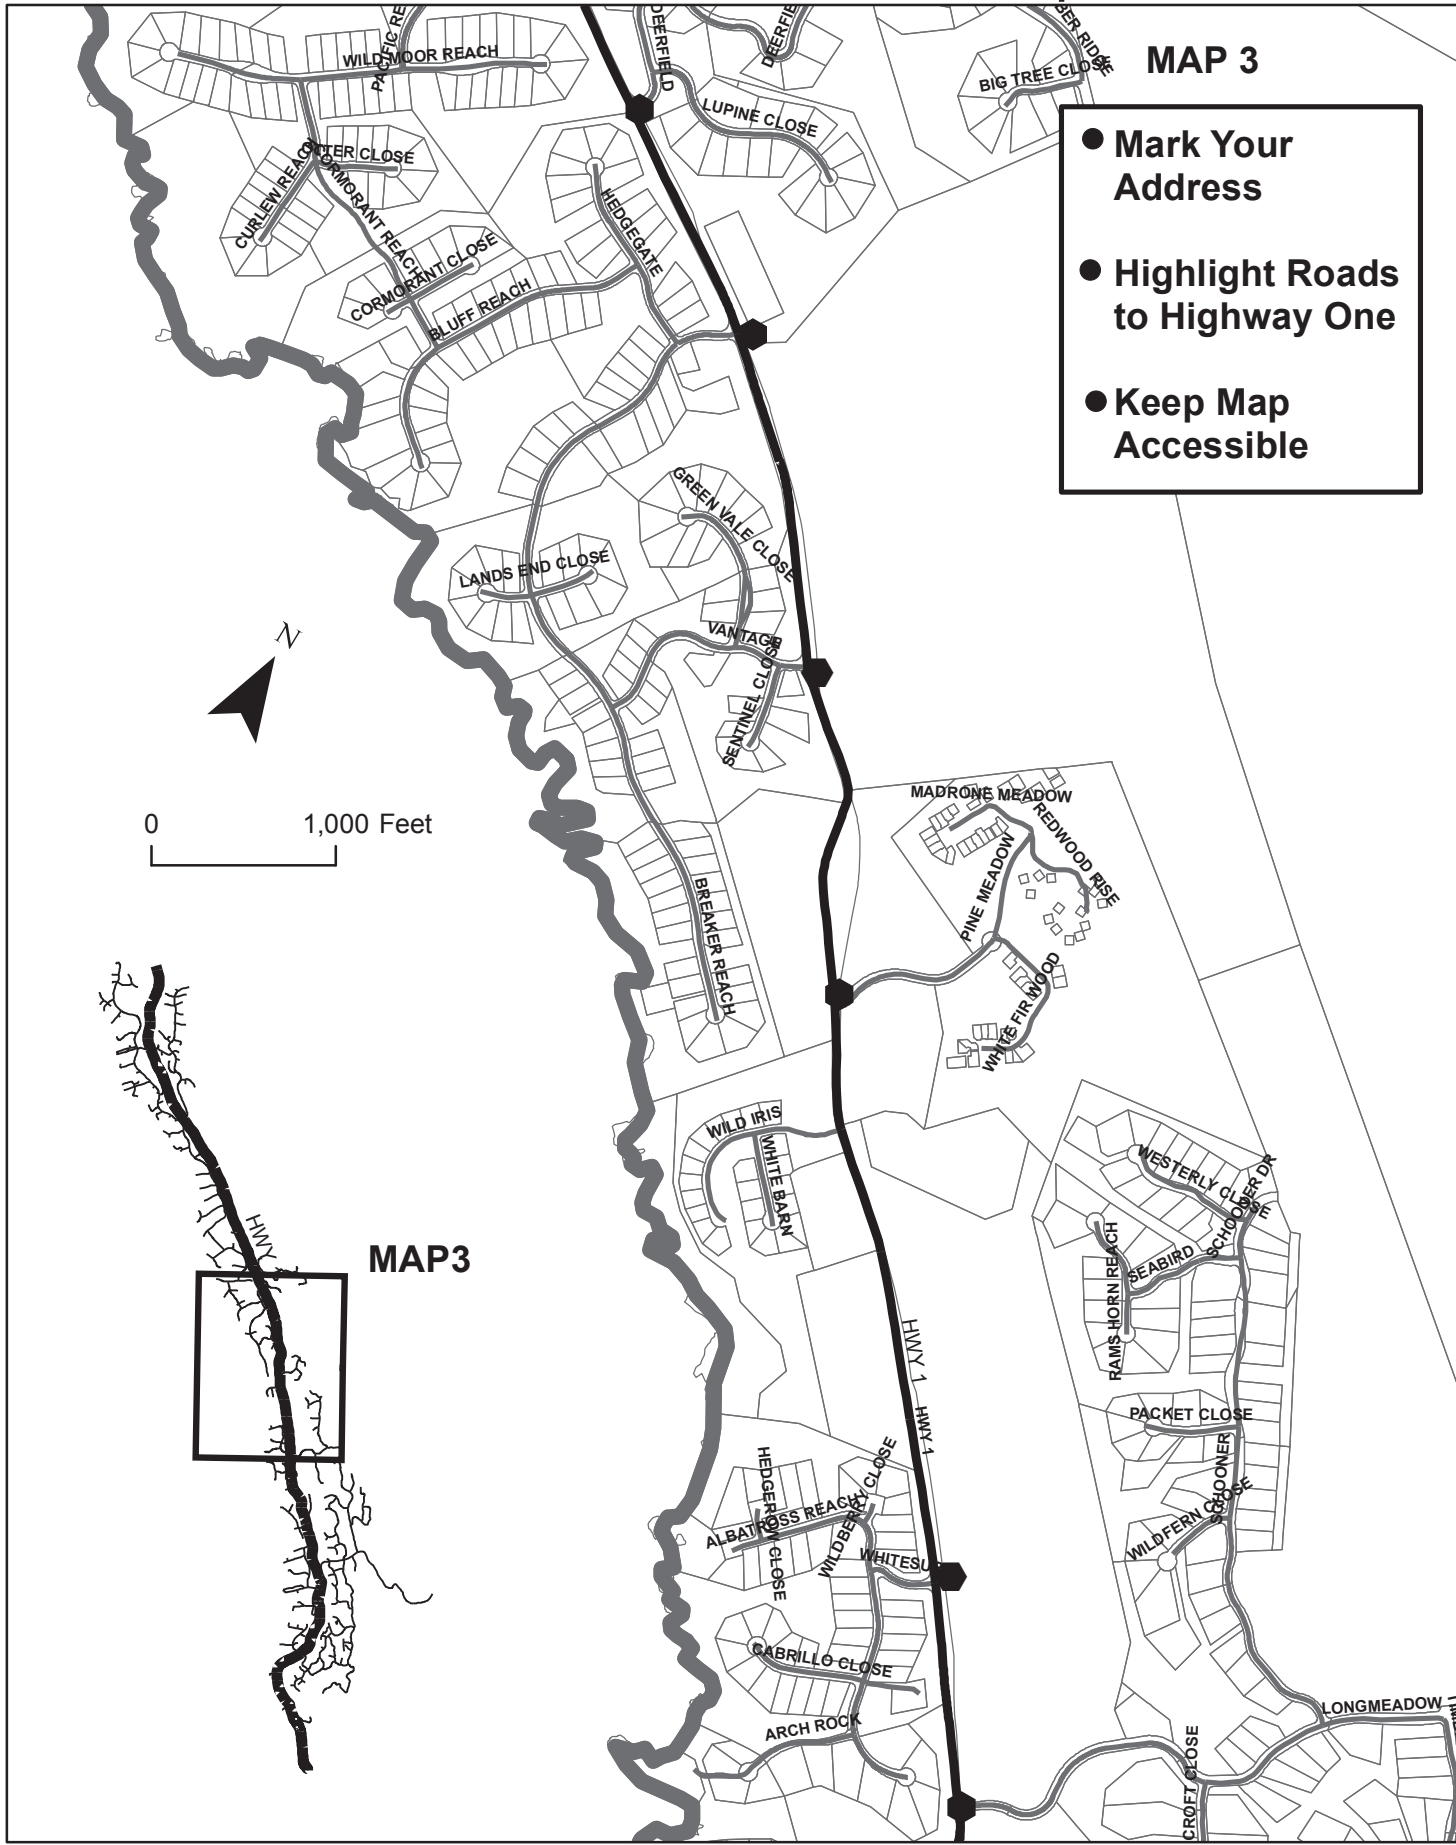 MAP 3
Mark Your
Address
Highlight Roads
to Highway One
Keep Map
Accessible
DEERFIELD
WILD MOOR REACH
BIG TREE CLOSE
LUPINE CLOSE
OTTER CLOSE
CURLEW REACH
CORMORANT REACH
HEDGEGATE
CORMORANT CLOSE
BLUFF REACH
GREEN VALE CLOSE
LANDS END CLOSE
VANTAGE
SENTINEL CLOSE
N
0 1,000 Feet
MADRONE MEADOW
REDWOOD RISE
PINE MEADOW
BREAKER REACH
WHITE FIR WOOD
WILD IRIS
WHITE BARN
WESTERLY CLOSE
SCHOONER DR
SEABIRD
RAMS HORN REACH
HWY
MAP3
HWY 1
HWY 1
PACKET CLOSE
SCHOONER
WILDFERN CLOSE
HEDGEROW CLOSE
ALBATROSS REACH
WILDBERRY CLOSE
WHITESU
CABRILLO CLOSE
ARCH ROCK
LONGMEADOW
CROFT CLOSE